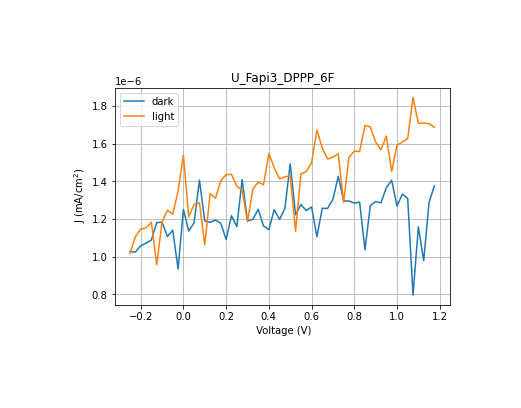 U_Fapi3_DPPP_6F
1e−6
dark
light
1.8
1.6
1.4
1.2
1.0
0.8
J (mA/cm²)
−0.2 0.0 0.2 0.4 0.6 0.8 1.0 1.2
Voltage (V)